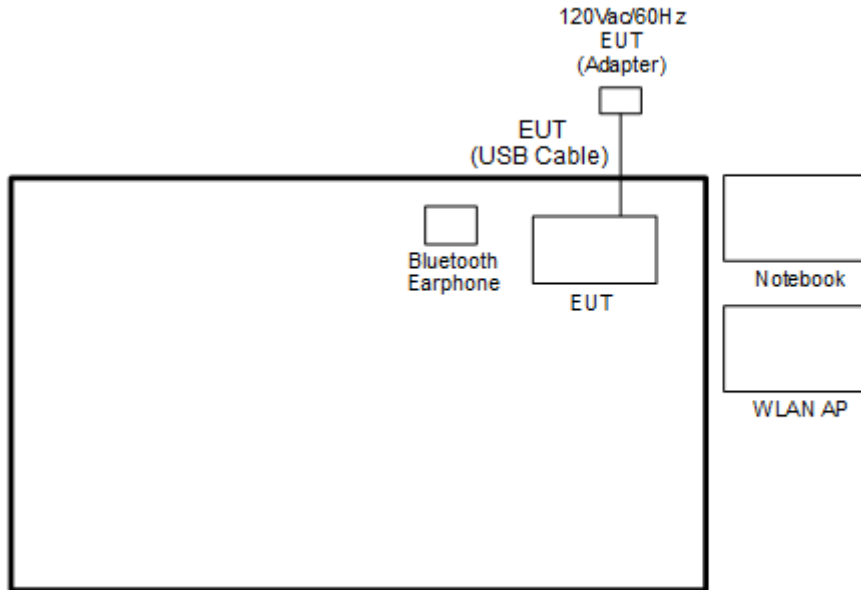 120Vac/60Hz
EUT
(Adapter)
EUT
(USB Cable)
Bluetooth
Earphone
EUT
Notebook
WLAN AP